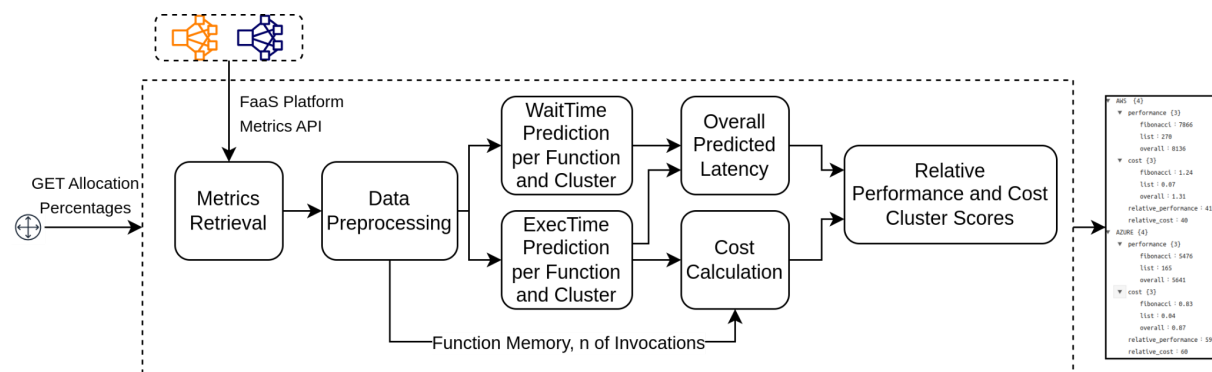 FaaS Platform
Metrics API
GET Allocation
Percentages
Metrics
Retrieval
Data
Preprocessing
WaitTime
Prediction
per Function
and Cluster
ExecTime
Prediction
per Function
and Cluster
Overall
Predicted
Latency
Cost
Calculation
Function Memory, n of Invocations
Relative
Performance and Cost
Cluster Scores
AWS {4}
performance {3}
fibonacci : 7866
list : 270
overall : 8136
cost {3}
fibonacci : 1.24
list : 0.07
overall : 1.31
relative_performance : 41
relative_cost : 40
AZURE {4}
performance {3}
fibonacci : 5476
list : 165
overall : 5641
cost {3}
fibonacci : 0.83
list : 0.04
overall : 0.87
relative_performance : 59
relative_cost : 60